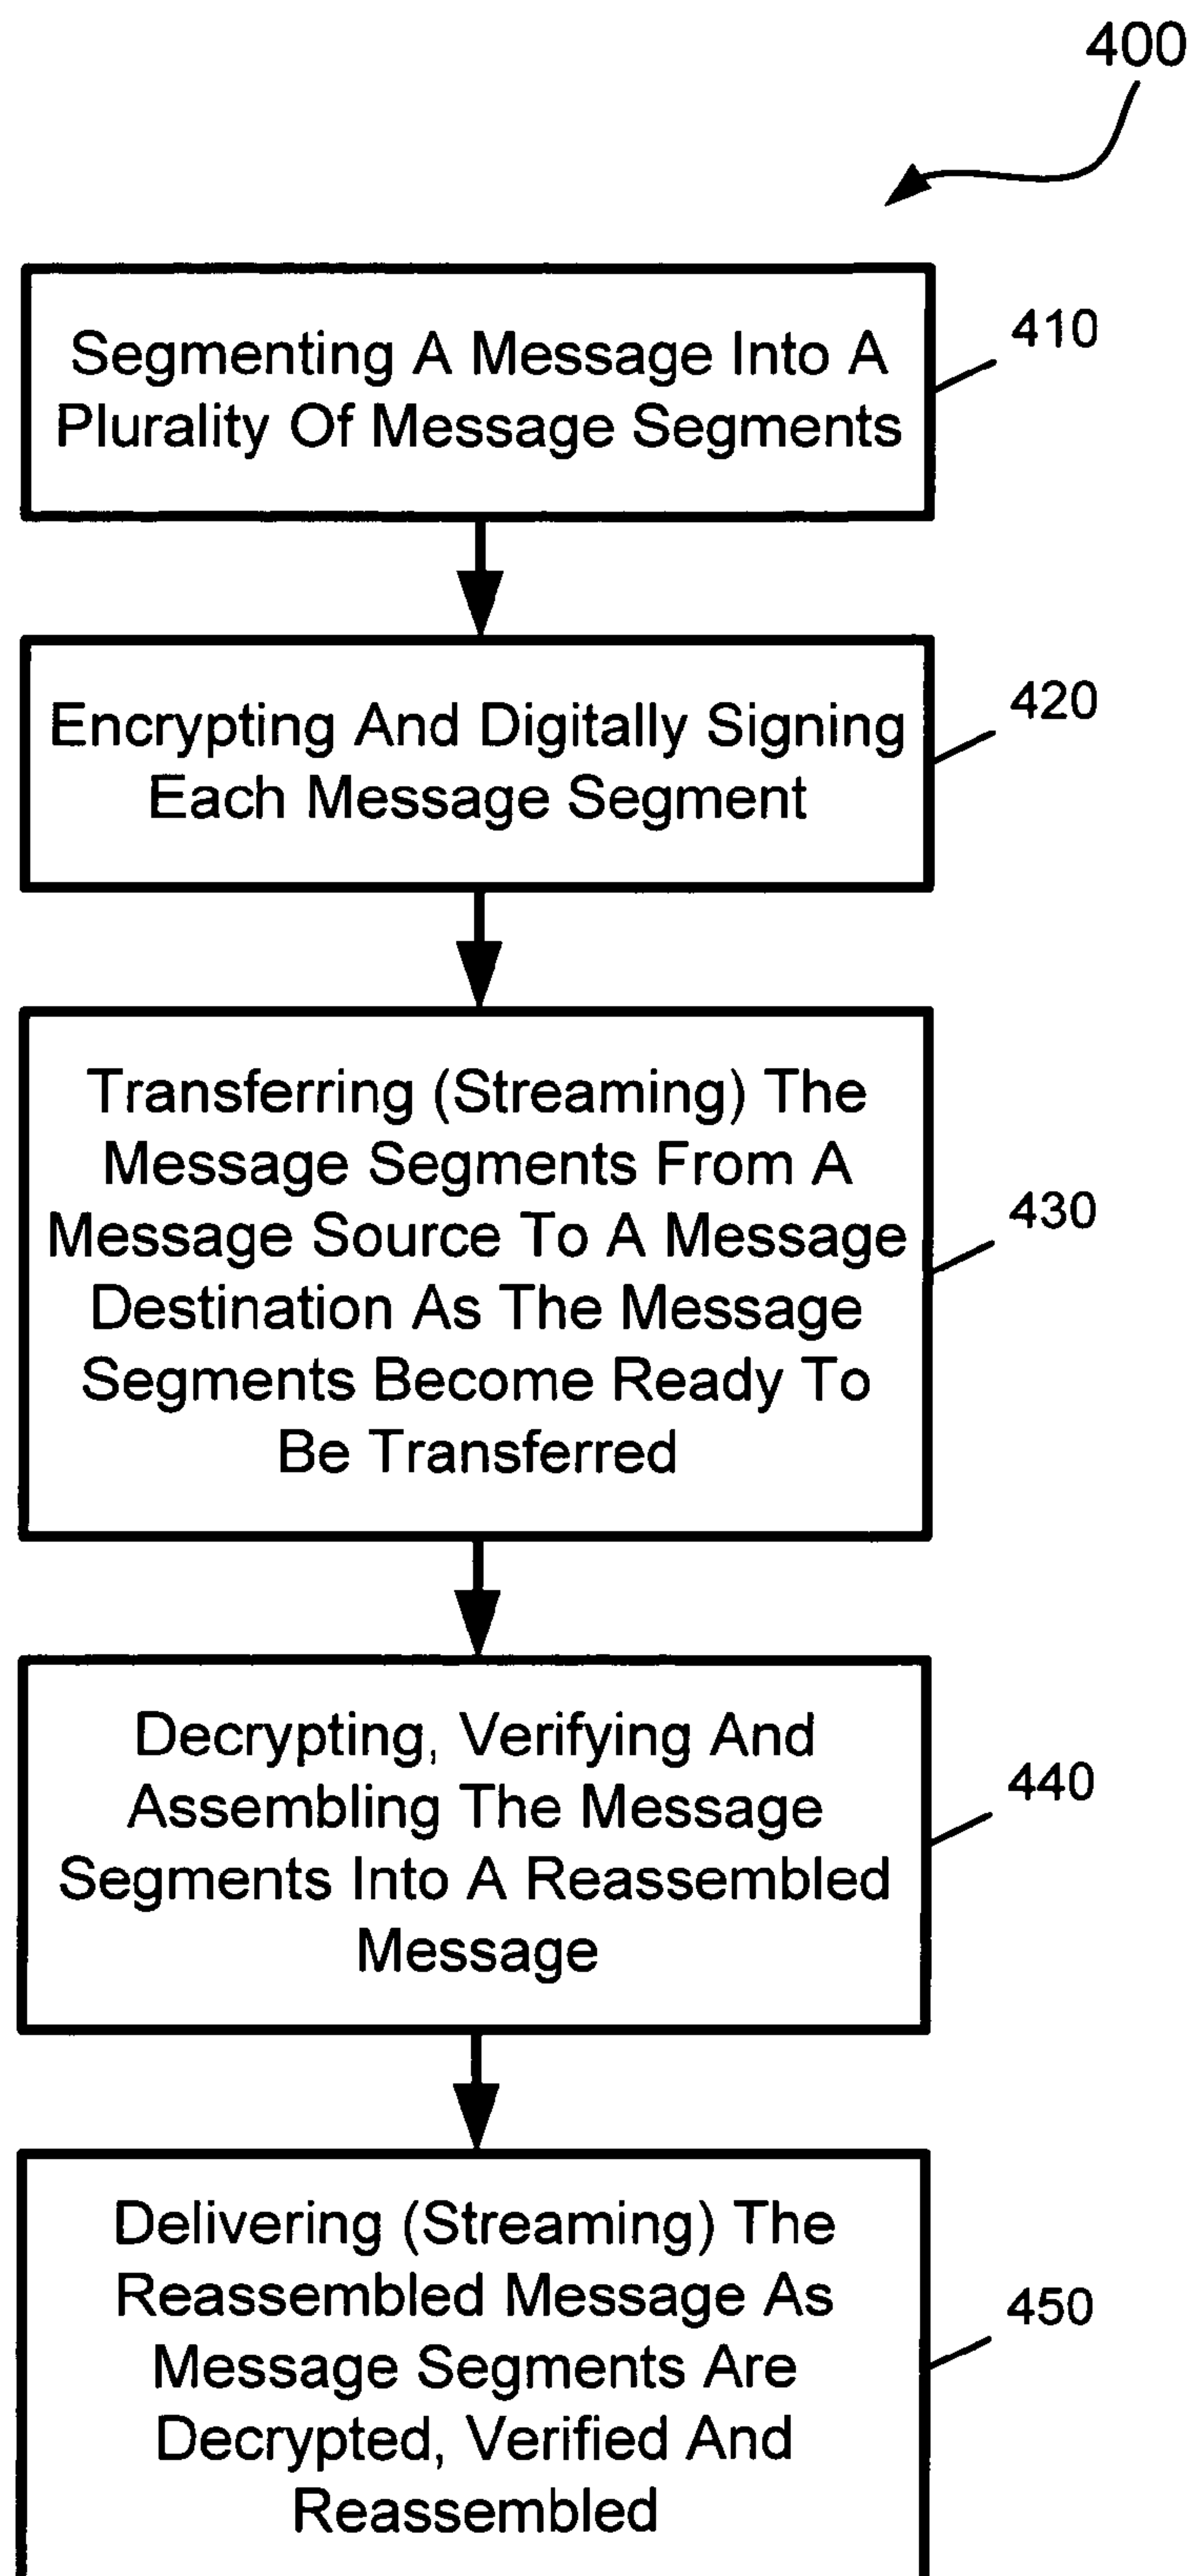 400
Segmenting A Message Into A
Plurality Of Message Segments
410
Encrypting And Digitally Signing
Each Message Segment
420
Transferring (Streaming) The
Message Segments From A
Message Source To A Message
Destination As The Message
Segments Become Ready To
Be Transferred
430
Decrypting, Verifying And
Assembling The Message
Segments Into A Reassembled
Message
440
Delivering (Streaming) The
Reassembled Message As
Message Segments Are
Decrypted, Verified And
Reassembled
450